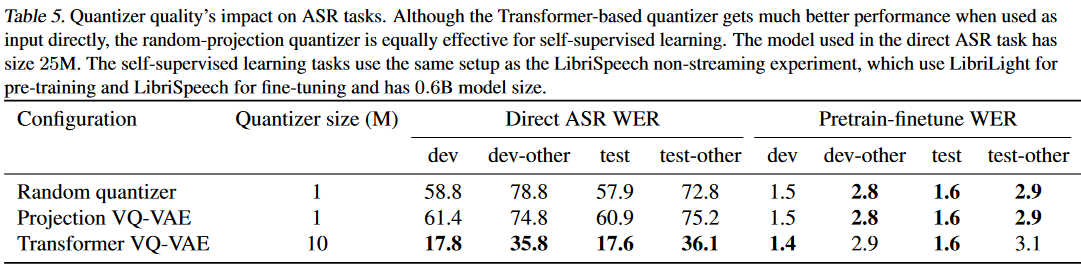 Table 5. Quantizer quality's impact on ASR tasks. Although the Transformer-based quantizer gets much better performance when used as
input directly, the random-projection quantizer is equally effective for self-supervised learning. The model used in the direct ASR task has
size 25M. The self-supervised learning tasks use the same setup as the LibriSpeech non-streaming experiment, which use LibriLight for
pre-training and LibriSpeech for fine-tuning and has 0.6B model size.
Configuration Quantizer size (M) Direct ASR WER Pretrain-finetune WER
dev dev-other test test-other dev dev-other test test-other
Random quantizer 1 58.8 78.8 57.9 72.8 1.5 2.8 1.6 2.9
Projection VQ-VAE 1 61.4 74.8 60.9 75.2 1.5 2.8 1.6 2.9
Transformer VQ-VAE 10 17.8 35.8 17.6 36.1 1.4 2.9 1.6 3.1